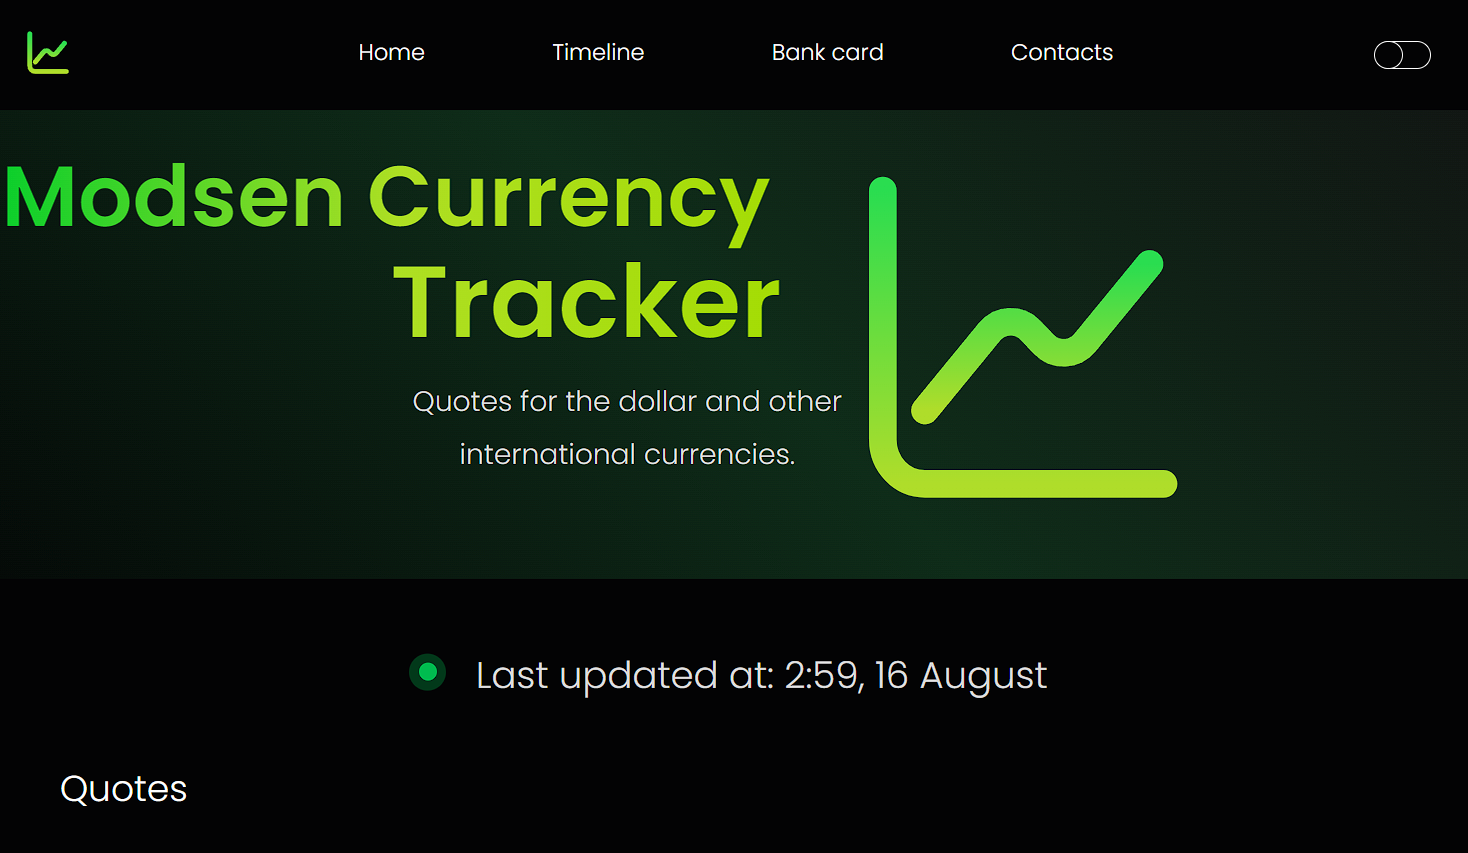 Home
Timeline
Bank card
Contacts
Modsen Currency
Tracker
Quotes for the dollar and other
international currencies.
Last updated at: 2:59, 16 August
Quotes